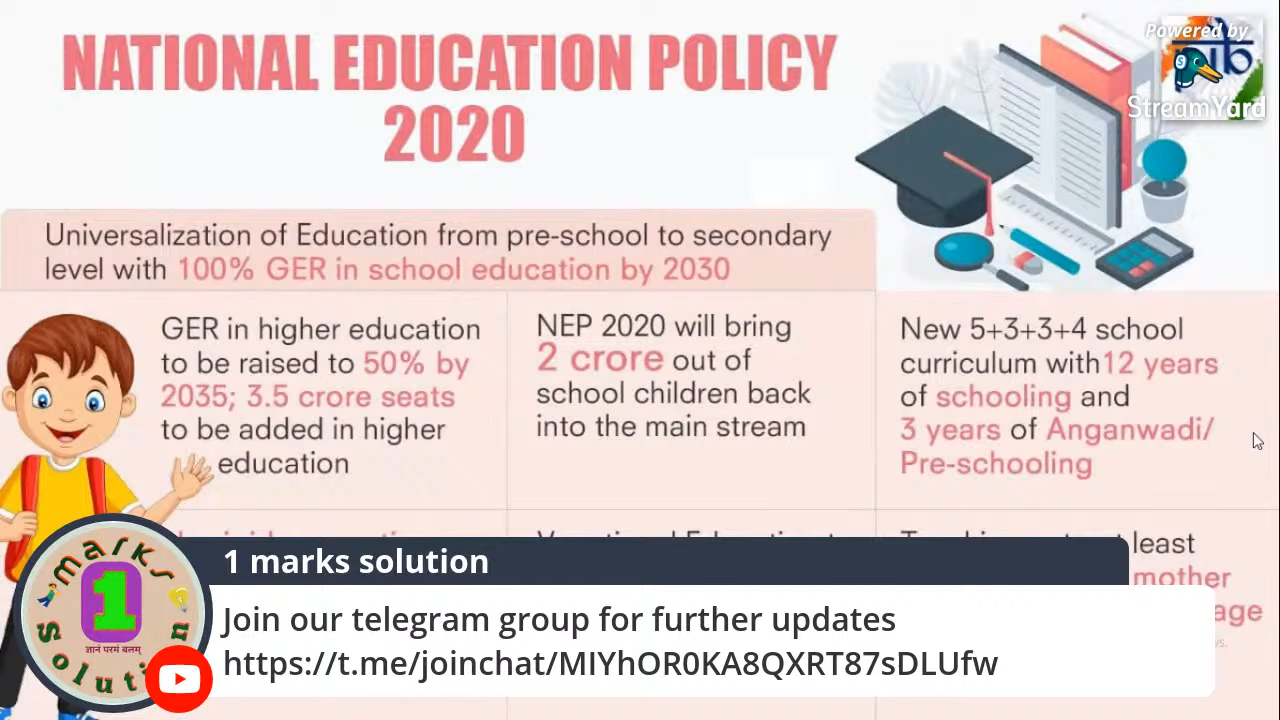 NATIONAL EDUCATION POLICY
2020
Powered by
StreamYard
Universalization of Education from pre-school to secondary
level with 100% GER in school education by 2030
GER in higher education
to be raised to 50% by
2035; 3.5 crore seats
to be added in higher
education
NEP 2020 will bring
2 crore out of
school children back
into the main stream
New 5+3+3+4 school
curriculum with 12 years
of schooling and
3 years of Anganwadi/
Pre-schooling
least
mother
age
1 marks solution
Join our telegram group for further updates
https://t.me/joinchat/MIYhOR0KA8QXRT87sDLUfw
marks
1
ज्ञानं परमं बलम्
Soluti n